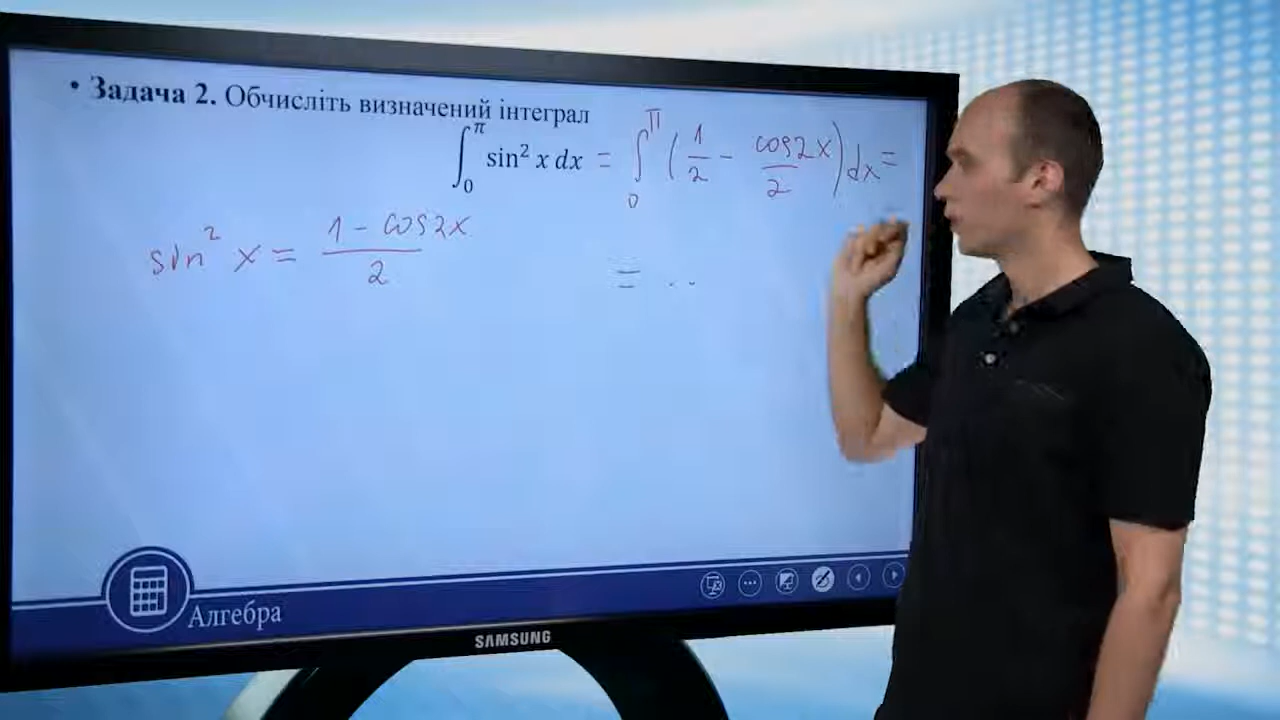 • Задача 2. Обчисліть визначений інтеграл
∫₀^π sin² x dx = ∫₀^π (1/2 - cos2x/2) dx =
sin² x = (1 - cos2x)/2
= ..
Алгебра
SAMSUNG